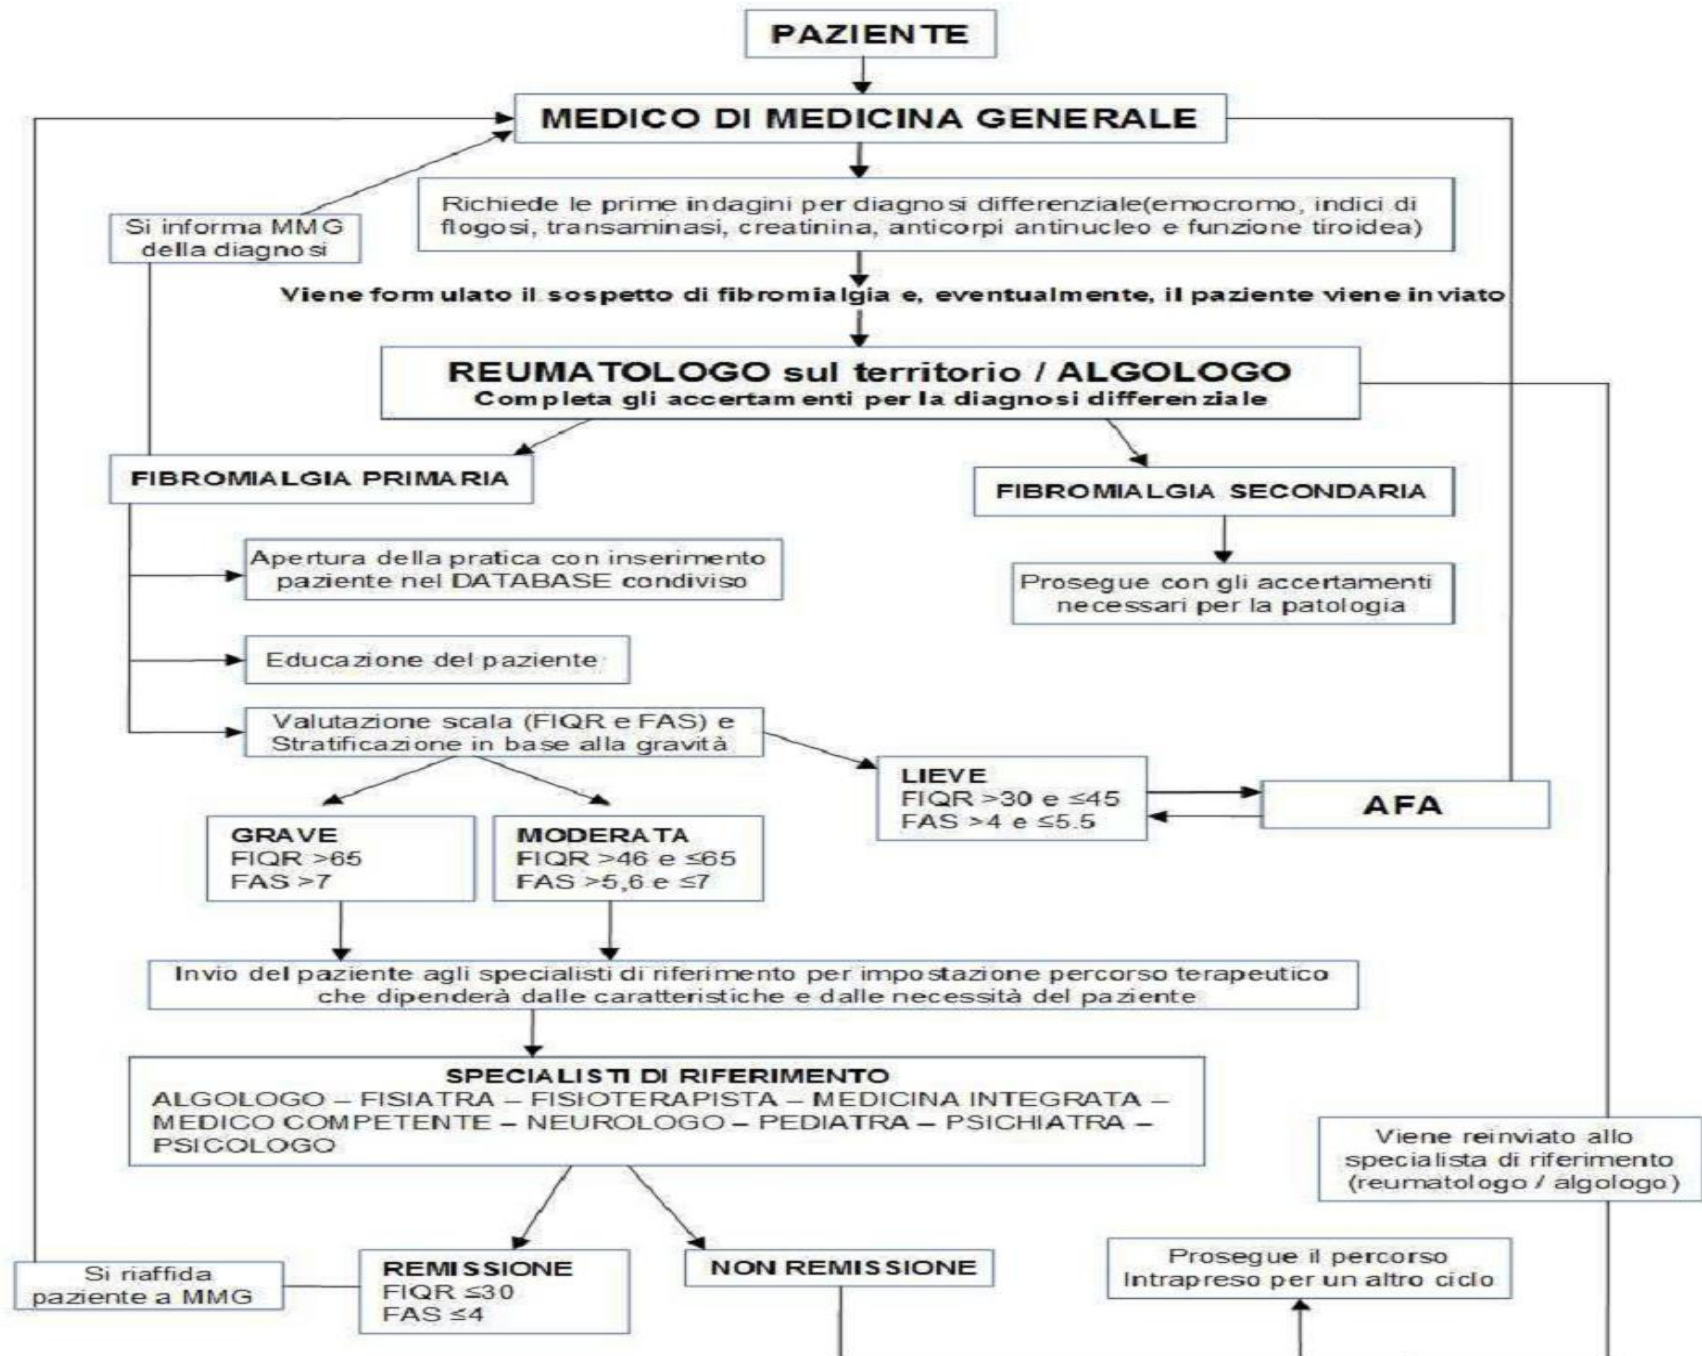 PAZIENTE
MEDICO DI MEDICINA GENERALE
Richiede le prime indagini per diagnosi differenziale(emocromo, indici di
flogosi, transaminasi, creatinina, anticorpi antinucleo e funzione tiroidea)
Si informa MMG
della diagnosi
Viene formulato il sospetto di fibromialgia e, eventualmente, il paziente viene inviato
REUMATOLOGO sul territorio / ALGOLOGO
Completa gli accertamenti per la diagnosi differenziale
FIBROMIALGIA PRIMARIA
FIBROMIALGIA SECONDARIA
Apertura della pratica con inserimento
paziente nel DATABASE condiviso
Prosegue con gli accertamenti
necessari per la patologia
Educazione del paziente
Valutazione scala (FIQR e FAS) e
Stratificazione in base alla gravità
LIEVE
FIQR >30 e ≤45
FAS >4 e ≤5.5
AFA
GRAVE
FIQR >65
FAS >7
MODERATA
FIQR >46 e ≤65
FAS >5,6 e ≤7
Invio del paziente agli specialisti di riferimento per impostazione percorso terapeutico
che dipenderà dalle caratteristiche e dalle necessità del paziente
SPECIALISTI DI RIFERIMENTO
ALGOLOGO – FISIATRA – FISIOTERAPISTA – MEDICINA INTEGRATA –
MEDICO COMPETENTE – NEUROLOGO – PEDIATRA – PSICHIATRA –
PSICOLOGO
Viene reinviato allo
specialista di riferimento
(reumatologo / algologo)
Si riaffida
paziente a MMG
REMISSIONE
FIQR ≤30
FAS ≤4
NON REMISSIONE
Prosegue il percorso
Intrapreso per un altro ciclo